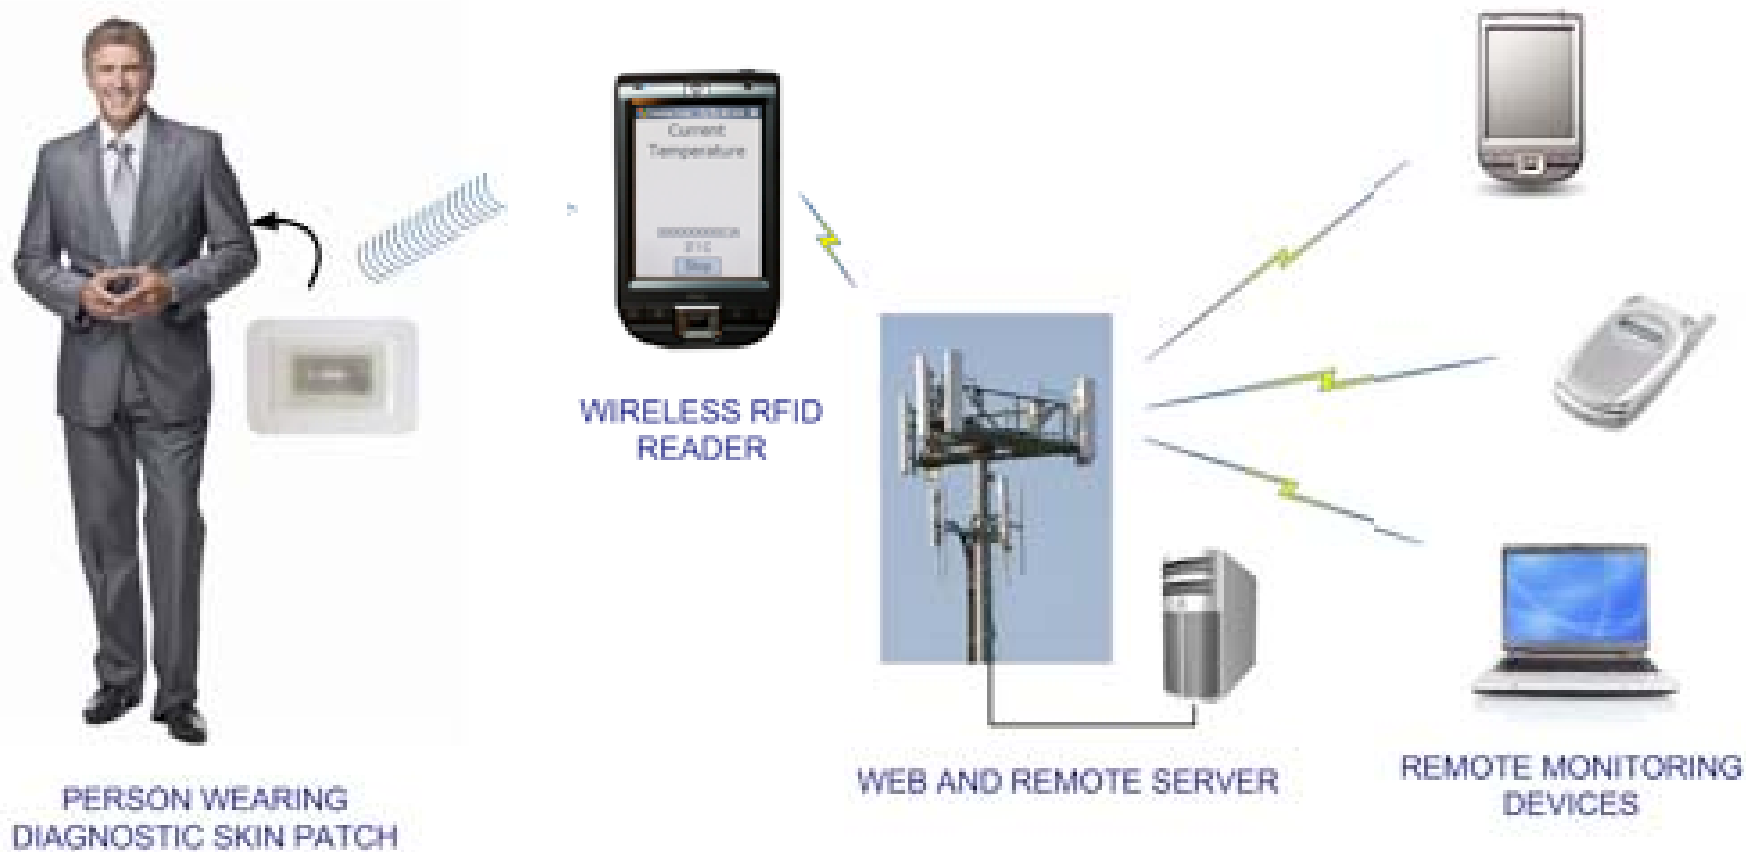 Current
Temperature
Stop
WIRELESS RFID
READER
WEB AND REMOTE SERVER
REMOTE MONITORING
DEVICES
PERSON WEARING
DIAGNOSTIC SKIN PATCH